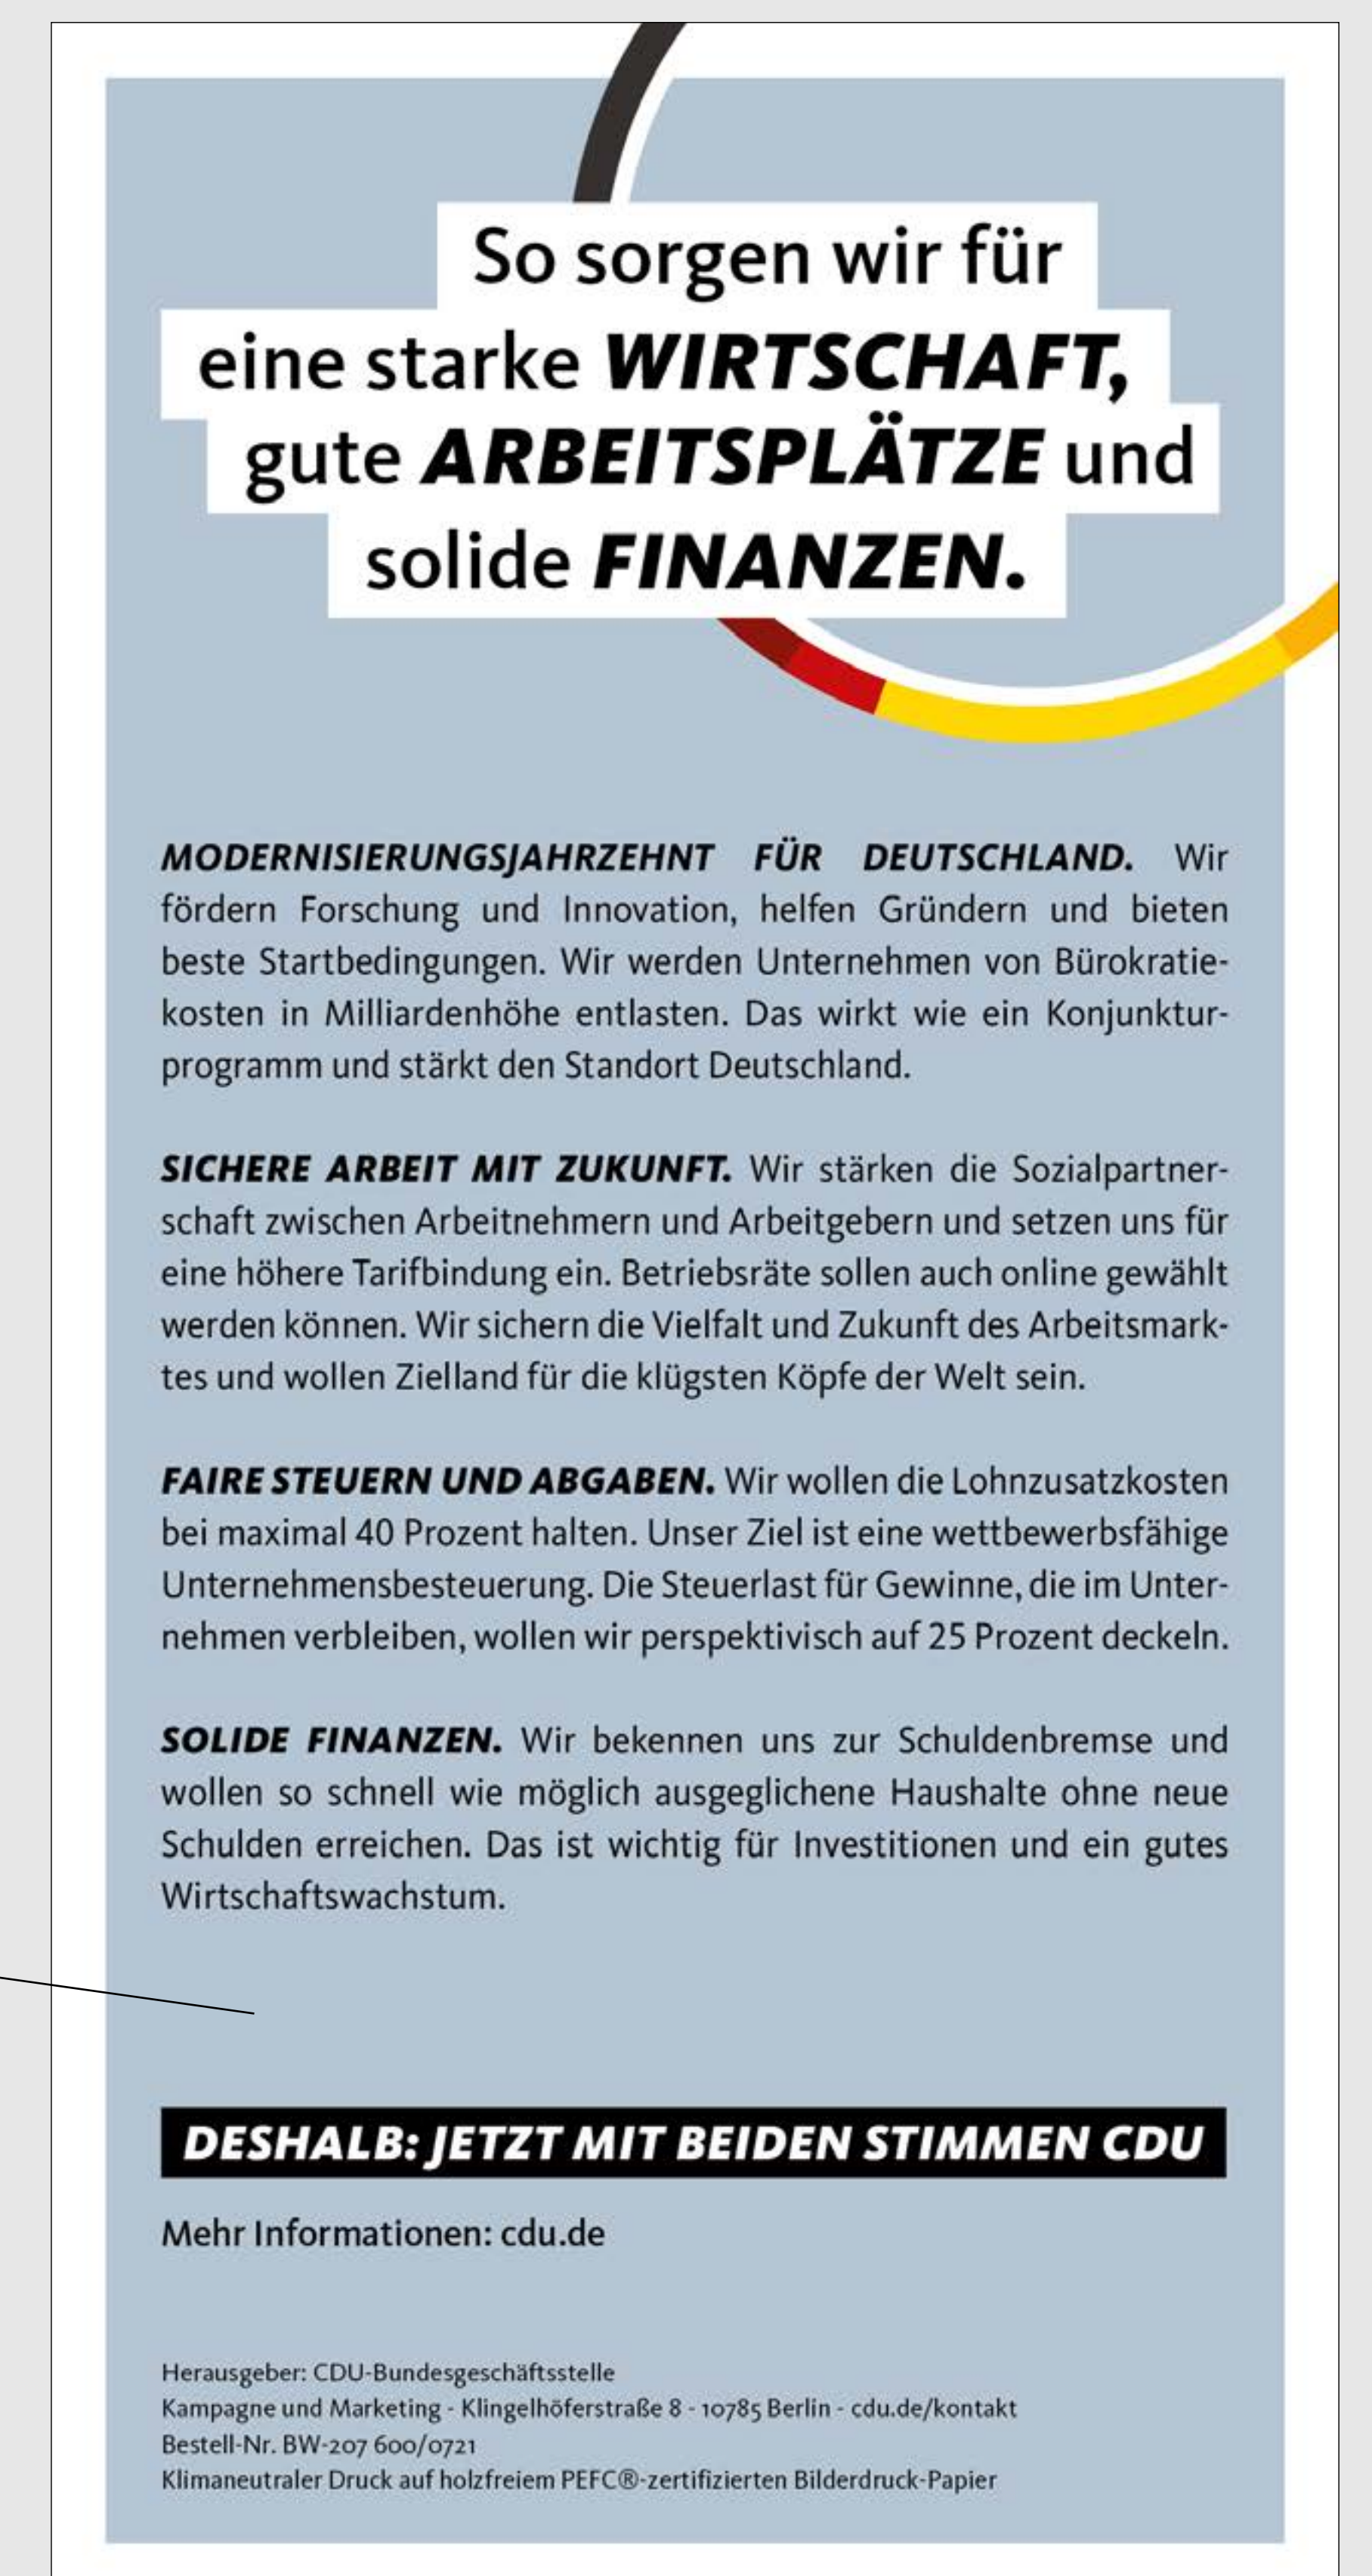 So sorgen wir für
eine starke WIRTSCHAFT,
gute ARBEITSPLÄTZE und
solide FINANZEN.
MODERNISIERUNGSJAHRZEHNT FÜR DEUTSCHLAND. Wir
fördern Forschung und Innovation, helfen Gründern und bieten
beste Startbedingungen. Wir werden Unternehmen von Bürokratie-
kosten in Milliardenhöhe entlasten. Das wirkt wie ein Konjunktur-
programm und stärkt den Standort Deutschland.
SICHERE ARBEIT MIT ZUKUNFT. Wir stärken die Sozialpartner-
schaft zwischen Arbeitnehmern und Arbeitgebern und setzen uns für
eine höhere Tarifbindung ein. Betriebsräte sollen auch online gewählt
werden können. Wir sichern die Vielfalt und Zukunft des Arbeitsmark-
tes und wollen Zielland für die klügsten Köpfe der Welt sein.
FAIRE STEUERN UND ABGABEN. Wir wollen die Lohnzusatzkosten
bei maximal 40 Prozent halten. Unser Ziel ist eine wettbewerbsfähige
Unternehmensbesteuerung. Die Steuerlast für Gewinne, die im Unter-
nehmen verbleiben, wollen wir perspektivisch auf 25 Prozent deckeln.
SOLIDE FINANZEN. Wir bekennen uns zur Schuldenbremse und
wollen so schnell wie möglich ausgeglichene Haushalte ohne neue
Schulden erreichen. Das ist wichtig für Investitionen und ein gutes
Wirtschaftswachstum.
DESHALB: JETZT MIT BEIDEN STIMMEN CDU
Mehr Informationen: cdu.de
Herausgeber: CDU-Bundesgeschäftsstelle
Kampagne und Marketing - Klingelhöferstraße 8 - 10785 Berlin - cdu.de/kontakt
Bestell-Nr. BW-207 600/0721
Klimaneutraler Druck auf holzfreiem PEFC®-zertifizierten Bilderdruck-Papier